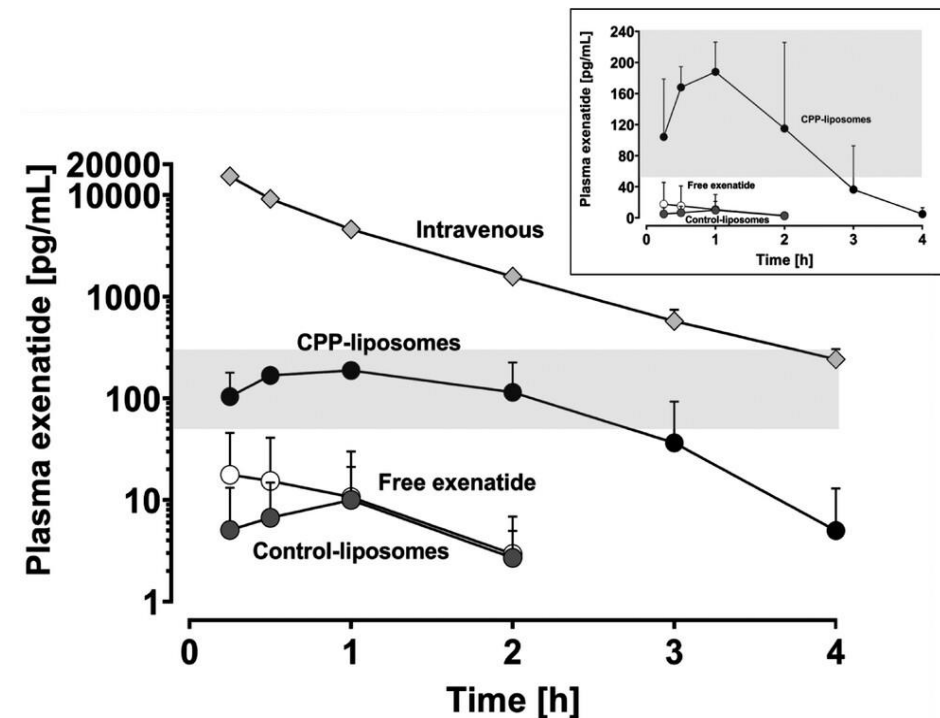 Plasma exenatide [pg/mL]
20000
10000
1000
100
10
1
Intravenous
CPP-liposomes
Free exenatide
Control-liposomes
0 1 2 3 4
Time [h]
Plasma exenatide [pg/mL]
240
200
160
120
80
40
0
CPP-liposomes
Free exenatide
Control-liposomes
0 1 2 3 4
Time [h]